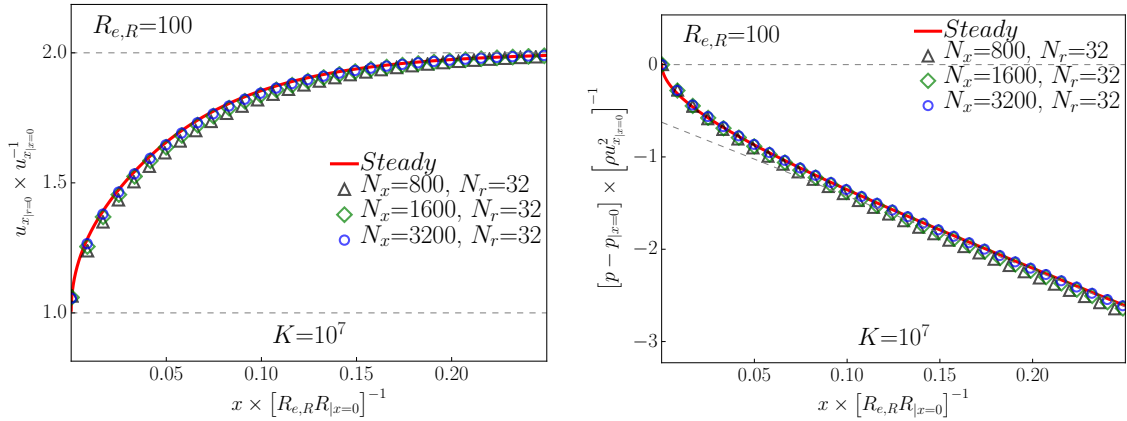 R_{e,R}=100
2.0
1.5
1.0
u_{x|r=0} × u_{x|x=0}^{-1}
Steady
N_x=800, N_r=32
N_x=1600, N_r=32
N_x=3200, N_r=32
K=10^7
0.05 0.10 0.15 0.20
x × [R_{e,R}R_{|x=0}]^{-1}
R_{e,R}=100
Steady
N_x=800, N_r=32
N_x=1600, N_r=32
N_x=3200, N_r=32
0
−1
−2
−3
[p − p_{|x=0}] × [ρu_{x|x=0}^2]^{-1}
K=10^7
0.05 0.10 0.15 0.20
x × [R_{e,R}R_{|x=0}]^{-1}